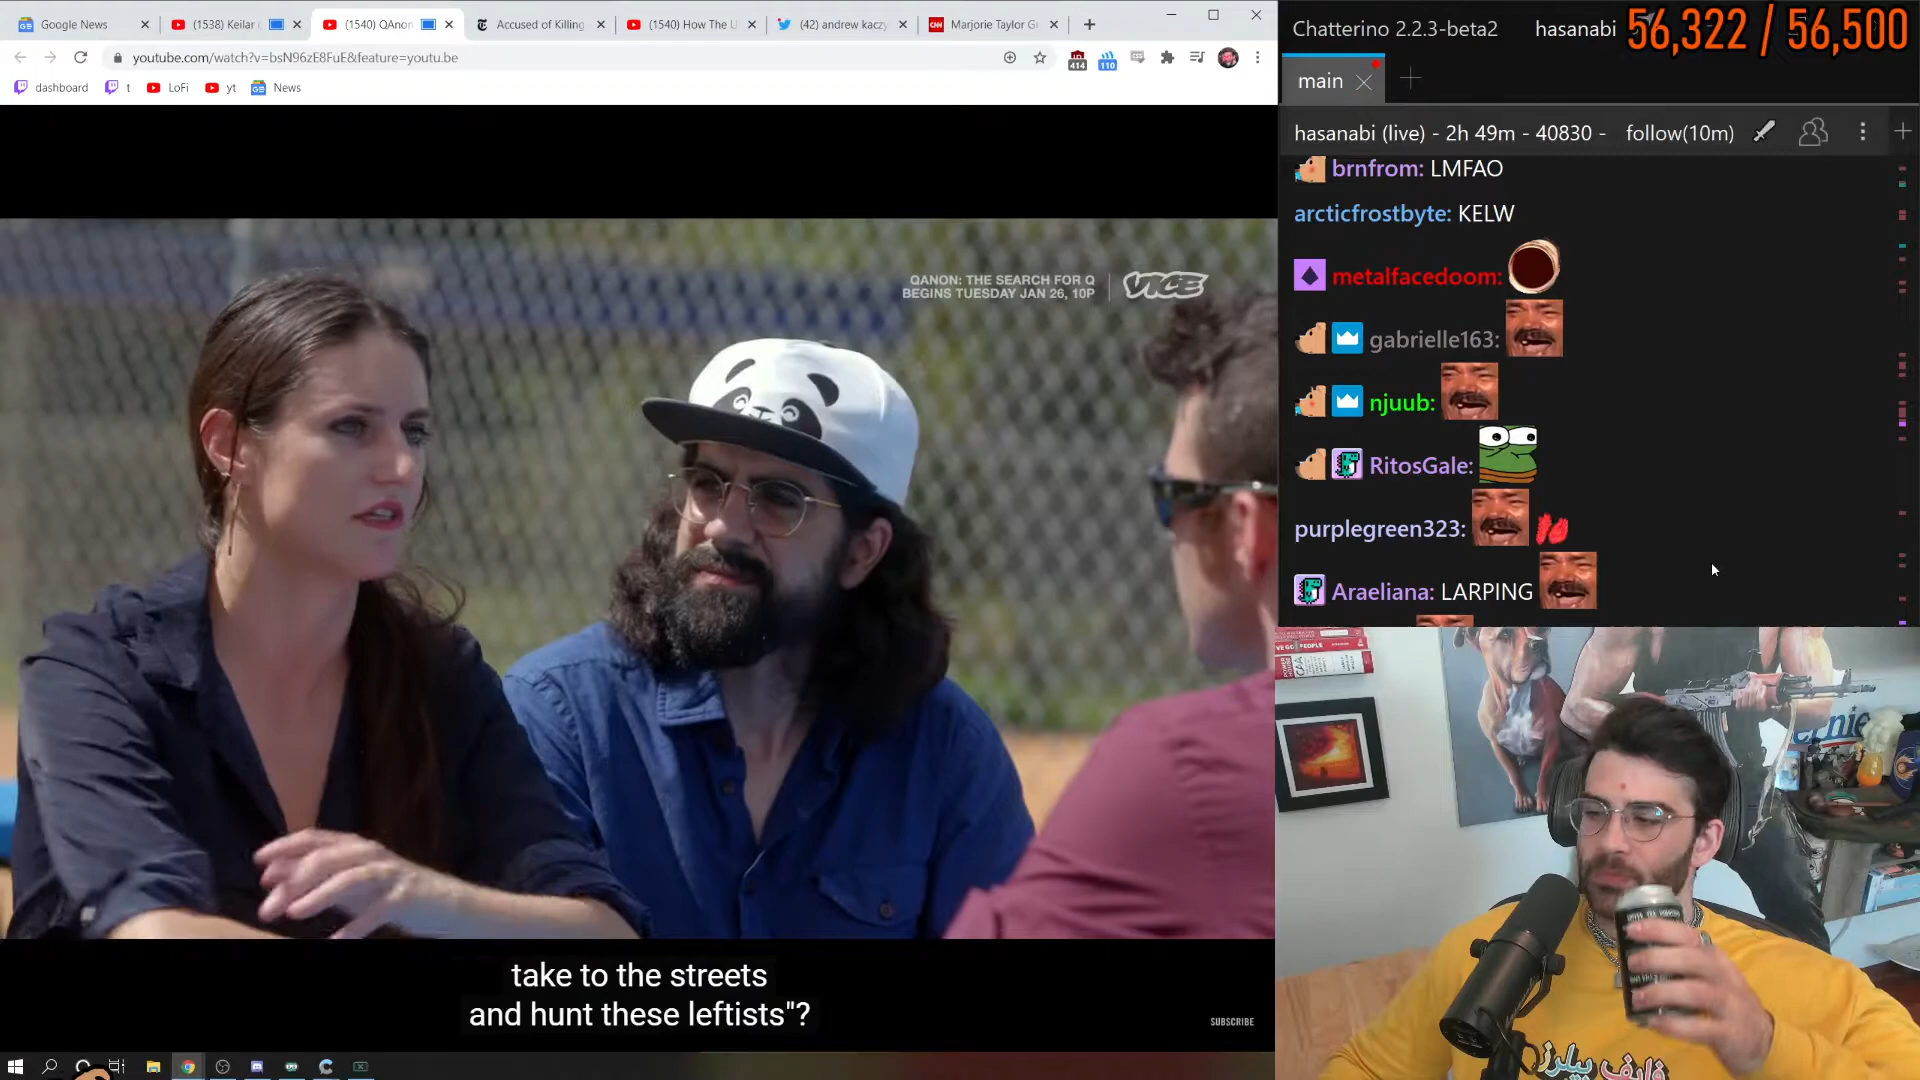 Google News
(1538) Keilar
(1540) QAnon
Accused of Killing
(1540) How The U
(42) andrew kaczy
CNN
Marjorie Taylor Gr
youtube.com/watch?v=bsN96zE8FuE&feature=youtu.be
414
110
dashboard
t
LoFi
yt
News
QANON: THE SEARCH FOR Q
BEGINS TUESDAY JAN 26, 10P
VICE
take to the streets
and hunt these leftists"?
SUBSCRIBE
Chatterino 2.2.3-beta2
hasanabi
56,322 / 56,500
main
hasanabi (live) - 2h 49m - 40830 -
follow(10m)
brnfrom: LMFAO
arcticfrostbyte: KELW
metalfacedoom:
gabrielle163:
njuub:
RitosGale:
purplegreen323:
Araeliana: LARPING